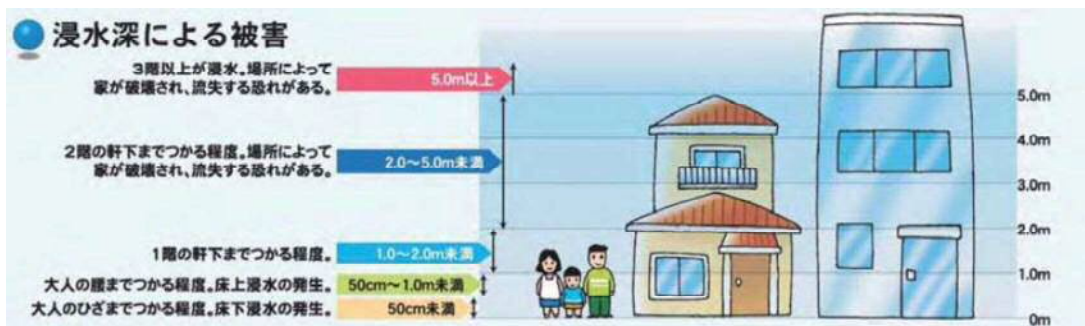 浸水深による被害
3階以上が浸水。場所によって
家が破壊され、流失する恐れがある。
5.0m以上
2階の軒下までつかる程度。場所によって
家が破壊され、流失する恐れがある。
2.0〜5.0m未満
1階の軒下までつかる程度。
1.0〜2.0m未満
大人の腰までつかる程度。床上浸水の発生。
50cm〜1.0m未満
大人のひざまでつかる程度。床下浸水の発生。
50cm未満
5.0m
4.0m
3.0m
2.0m
1.0m
0m